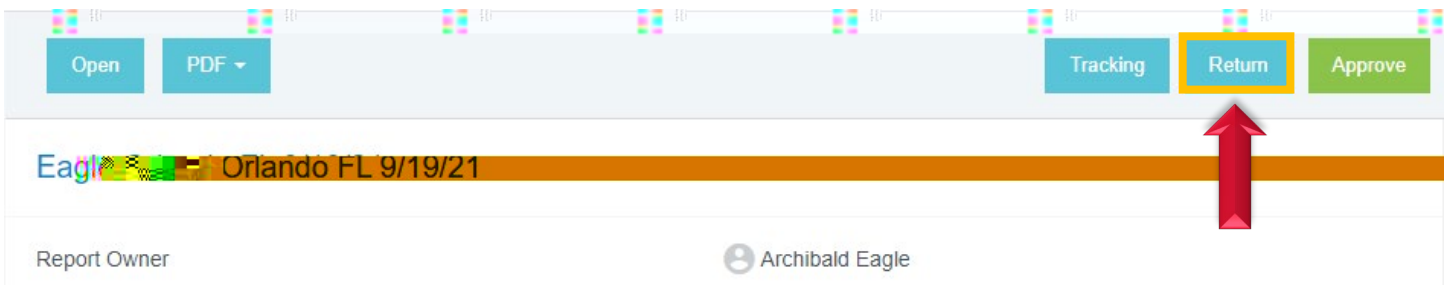 Open PDF Tracking Return Approve
Orlando FL 9/19/21
Report Owner Archibald Eagle